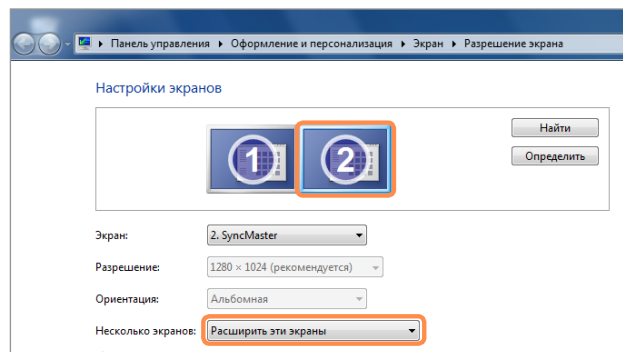 Панель управления ▸ Оформление и персонализация ▸ Экран ▸ Разрешение экрана
Настройки экранов
1 2
Найти
Определить
Экран: 2. SyncMaster
Разрешение: 1280 × 1024 (рекомендуется)
Ориентация: Альбомная
Несколько экранов: Расширить эти экраны